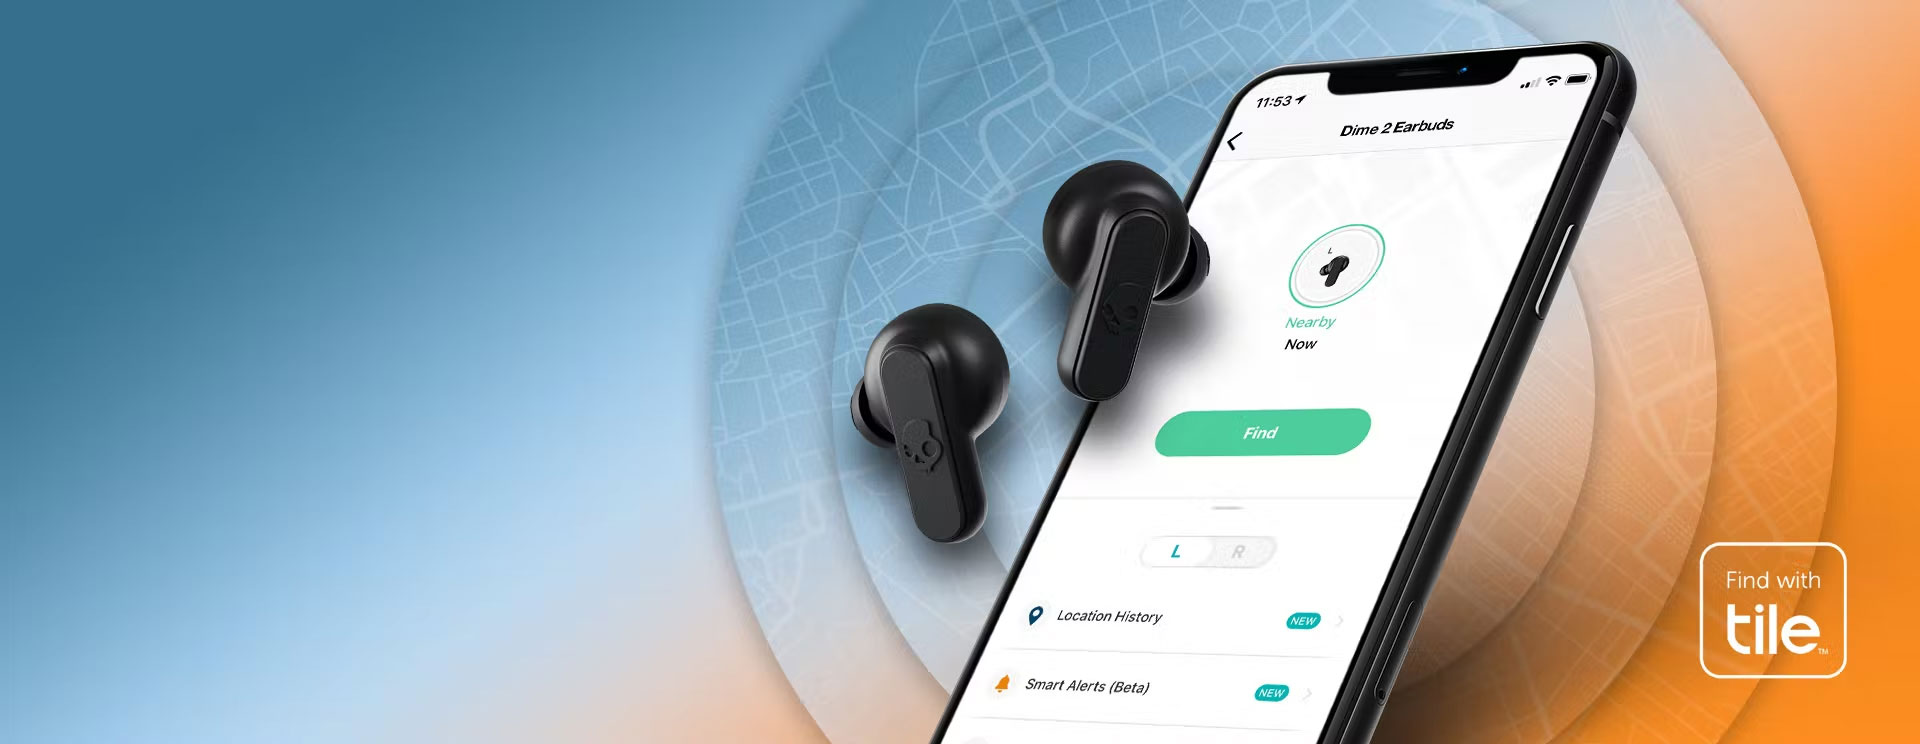 11:53
Dime 2 Earbuds
L
Nearby
Now
Find
L R
Location History NEW
Smart Alerts (Beta) NEW
Find with
tile™